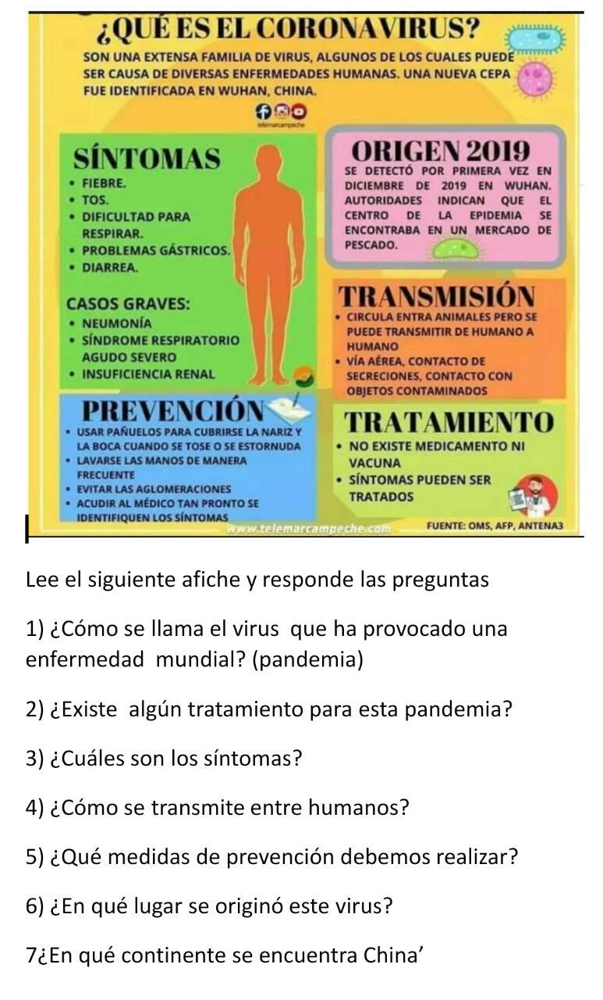 ¿QUÉ ES EL CORONAVIRUS?
SON UNA EXTENSA FAMILIA DE VIRUS, ALGUNOS DE LOS CUALES PUEDE
SER CAUSA DE DIVERSAS ENFERMEDADES HUMANAS. UNA NUEVA CEPA
FUE IDENTIFICADA EN WUHAN, CHINA.
telemarcampeche
SÍNTOMAS
• FIEBRE.
• TOS.
• DIFICULTAD PARA
RESPIRAR.
• PROBLEMAS GÁSTRICOS.
• DIARREA.
CASOS GRAVES:
• NEUMONÍA
• SÍNDROME RESPIRATORIO
AGUDO SEVERO
• INSUFICIENCIA RENAL
ORIGEN 2019
SE DETECTÓ POR PRIMERA VEZ EN
DICIEMBRE DE 2019 EN WUHAN.
AUTORIDADES INDICAN QUE EL
CENTRO DE LA EPIDEMIA SE
ENCONTRABA EN UN MERCADO DE
PESCADO.
TRANSMISIÓN
• CIRCULA ENTRA ANIMALES PERO SE
PUEDE TRANSMITIR DE HUMANO A
HUMANO
• VÍA AÉREA, CONTACTO DE
SECRECIONES, CONTACTO CON
OBJETOS CONTAMINADOS
PREVENCIÓN
• USAR PAÑUELOS PARA CUBRIRSE LA NARIZ Y
LA BOCA CUANDO SE TOSE O SE ESTORNUDA
• LAVARSE LAS MANOS DE MANERA
FRECUENTE
• EVITAR LAS AGLOMERACIONES
• ACUDIR AL MÉDICO TAN PRONTO SE
IDENTIFIQUEN LOS SÍNTOMAS
TRATAMIENTO
• NO EXISTE MEDICAMENTO NI
VACUNA
• SÍNTOMAS PUEDEN SER
TRATADOS
www.telemarcampeche.com
FUENTE: OMS, AFP, ANTENA3
Lee el siguiente afiche y responde las preguntas
1) ¿Cómo se llama el virus que ha provocado una
enfermedad mundial? (pandemia)
2) ¿Existe algún tratamiento para esta pandemia?
3) ¿Cuáles son los síntomas?
4) ¿Cómo se transmite entre humanos?
5) ¿Qué medidas de prevención debemos realizar?
6) ¿En qué lugar se originó este virus?
7¿En qué continente se encuentra China’